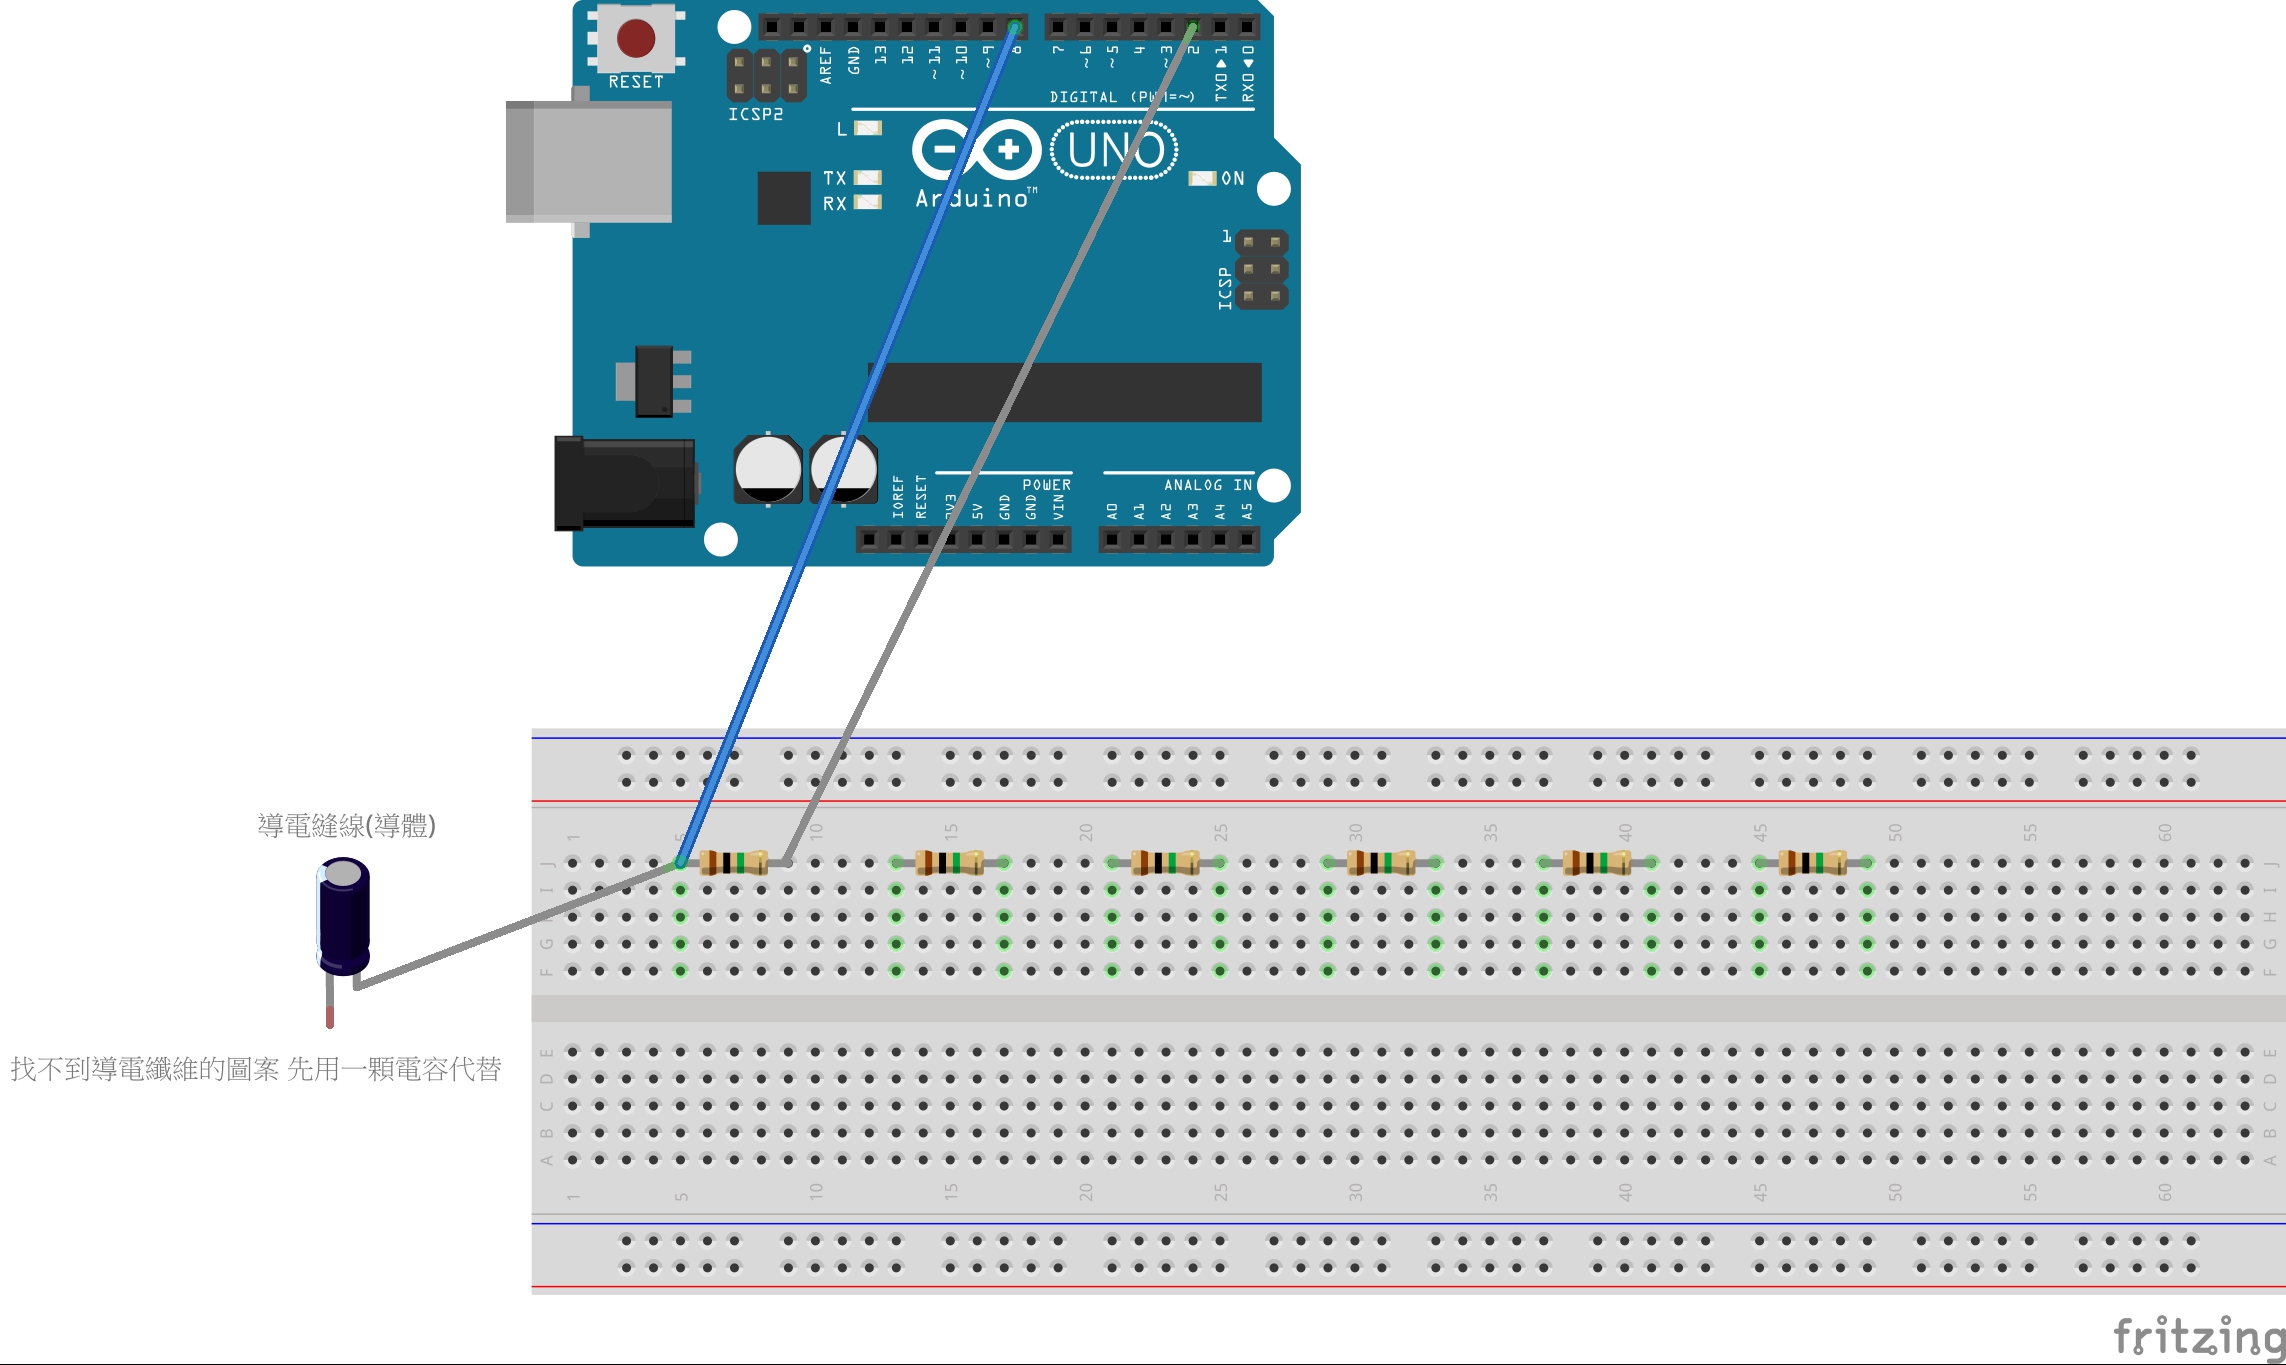 RESET
ICSP2
AREF
GND
13
12
~11
~10
~9
8
7
~6
~5
4
~3
2
TX0▶1
RX0◀0
DIGITAL (PWM=~)
L
TX
RX
Arduino™
UNO
ON
1
ICSP
IOREF
RESET
3V3
5V
GND
GND
VIN
POWER
ANALOG IN
A0
A1
A2
A3
A4
A5
導電縫線(導體)
找不到導電纖維的圖案 先用一顆電容代替
1 5 10 15 20 25 30 35 40 45 50 55 60
J J
I I
H
G G
F F
E E
D D
C C
B B
A A
1 5 10 15 20 25 30 35 40 45 50 55 60
fritzing